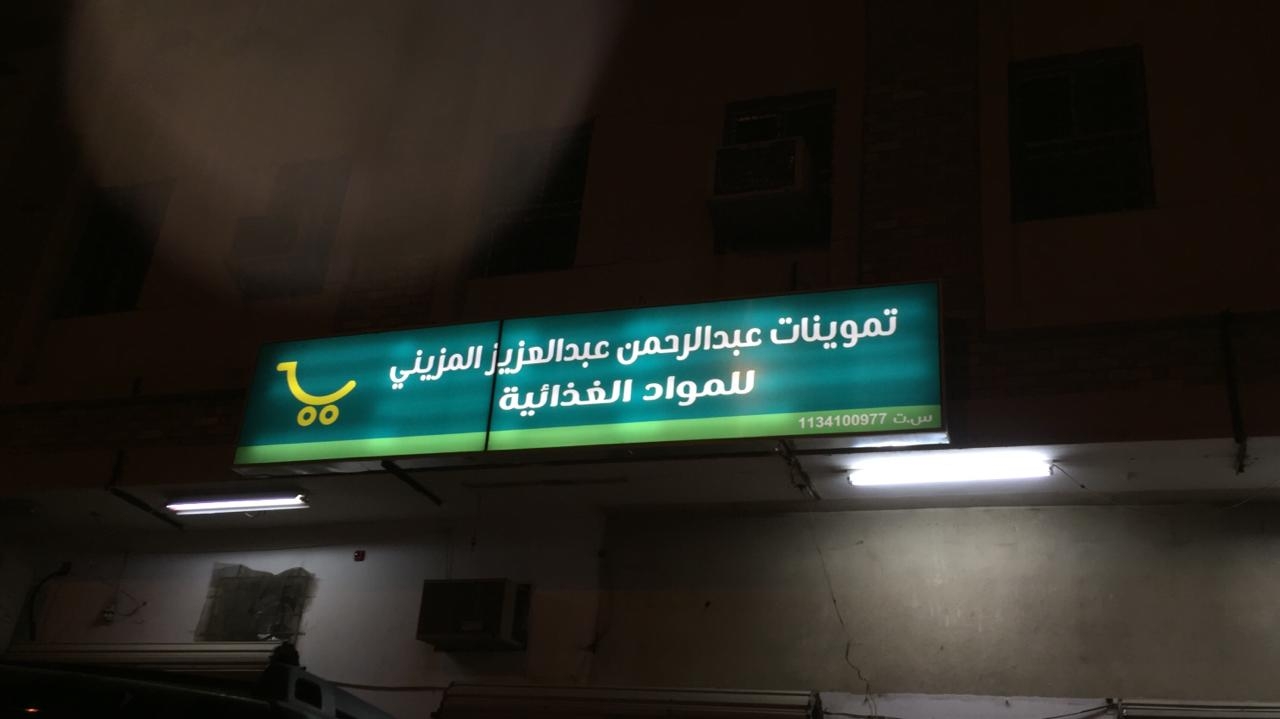 تموينات عبدالرحمن عبدالعزيز المزيني
للمواد الغذائية
س.ت 1134100977